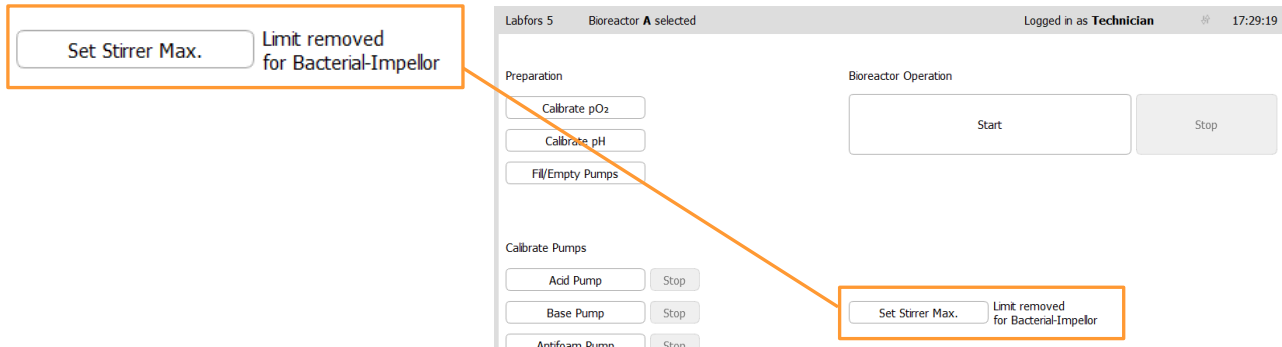 Set Stirrer Max.
Limit removed
for Bacterial-Impellor
Labfors 5 Bioreactor A selected Logged in as Technician 17:29:19
Preparation Bioreactor Operation
Calibrate pO₂
Start Stop
Calibrate pH
Fill/Empty Pumps
Calibrate Pumps
Acid Pump Stop
Base Pump Stop
Set Stirrer Max.
Limit removed
for Bacterial-Impellor
Antifoam Pump Stop